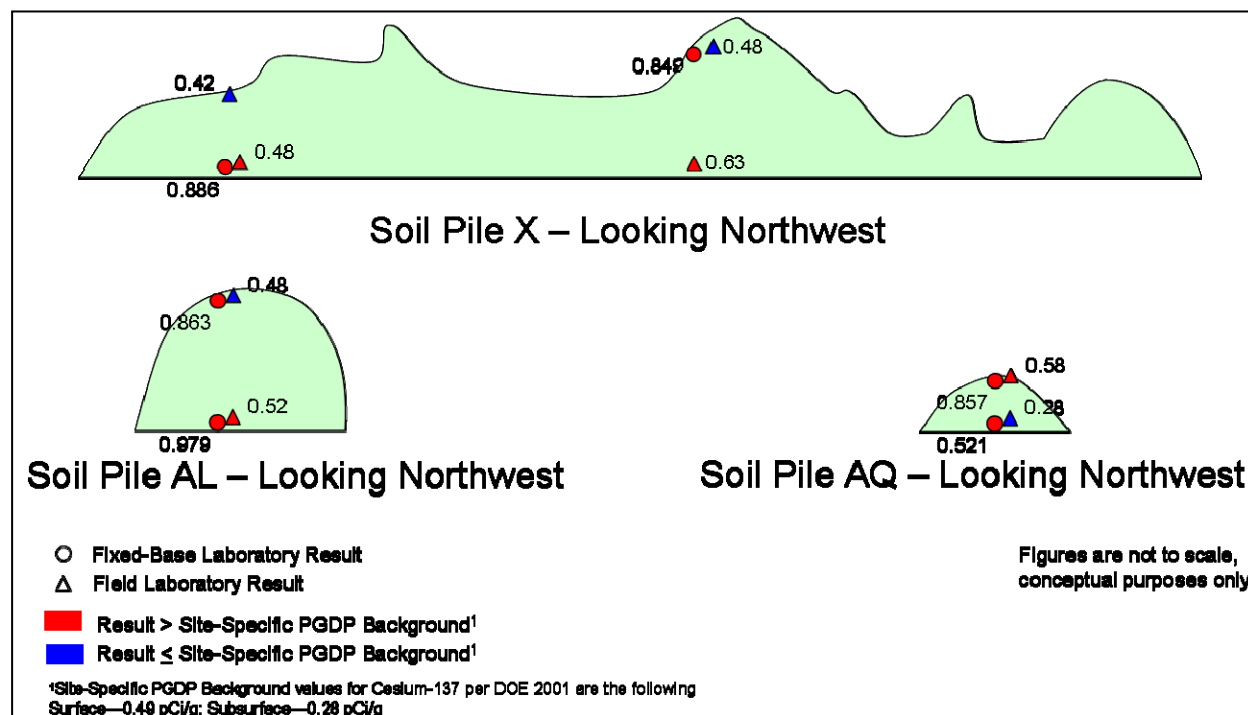 0.42
0.48
0.48
0.886
0.63
Soil Pile X – Looking Northwest
0.48
0.863
0.52
0.979
Soil Pile AL – Looking Northwest
0.58
0.857
0.28
0.521
Soil Pile AQ – Looking Northwest
Fixed-Base Laboratory Result
Field Laboratory Result
Result > Site-Specific PGDP Background¹
Result ≤ Site-Specific PGDP Background¹
Figures are not to scale,
conceptual purposes only
¹Site-Specific PGDP Background values for Cesium-137 per DOE 2001 are the following
Surface—0.49 pCi/g; Subsurface—0.28 pCi/g